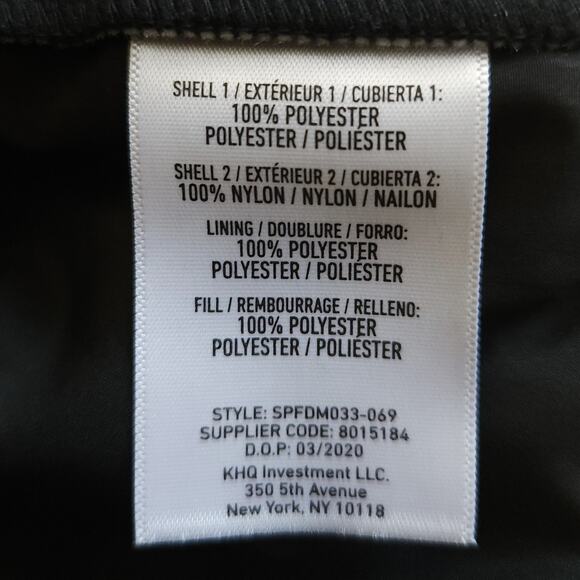 SHELL 1 / EXTÉRIEUR 1 / CUBIERTA 1:
100% POLYESTER
POLYESTER / POLIÉSTER
SHELL 2 / EXTÉRIEUR 2 / CUBIERTA 2:
100% NYLON / NYLON / NAILON
LINING / DOUBLURE / FORRO:
100% POLYESTER
POLYESTER / POLIÉSTER
FILL / REMBOURRAGE / RELLENO:
100% POLYESTER
POLYESTER / POLIÉSTER
STYLE: SPFDM033-069
SUPPLIER CODE: 8015184
D.O.P: 03/2020
KHQ Investment LLC.
350 5th Avenue
New York, NY 10118